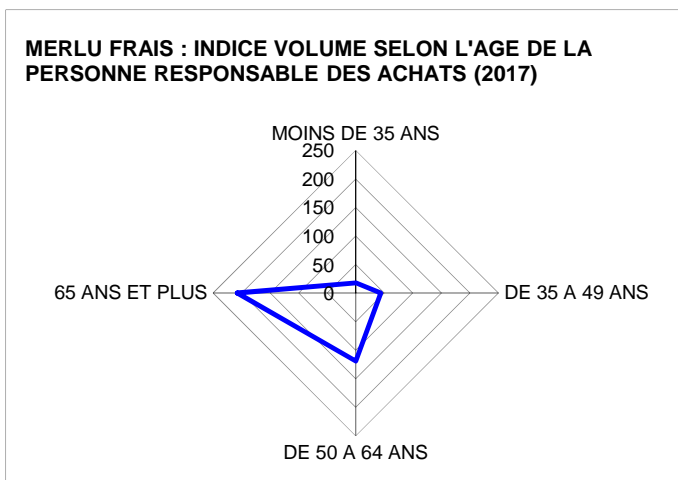 MERLU FRAIS : INDICE VOLUME SELON L'AGE DE LA
PERSONNE RESPONSABLE DES ACHATS (2017)
MOINS DE 35 ANS
250
200
150
100
50
0
65 ANS ET PLUS
DE 35 A 49 ANS
DE 50 A 64 ANS